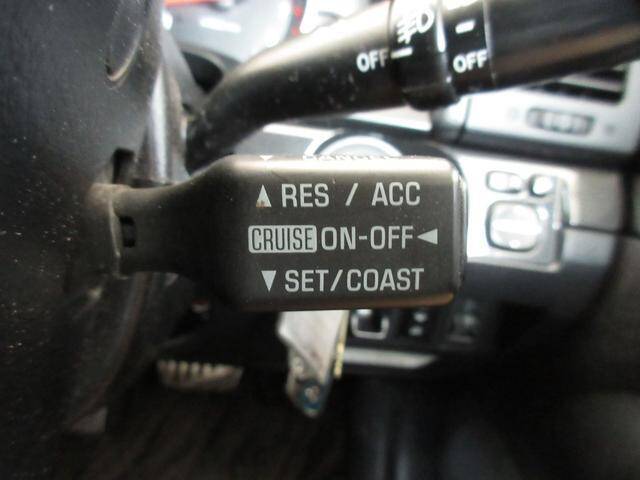 OFF
OFF
▲ RES / ACC
CRUISE ON-OFF ◀
▼ SET/COAST